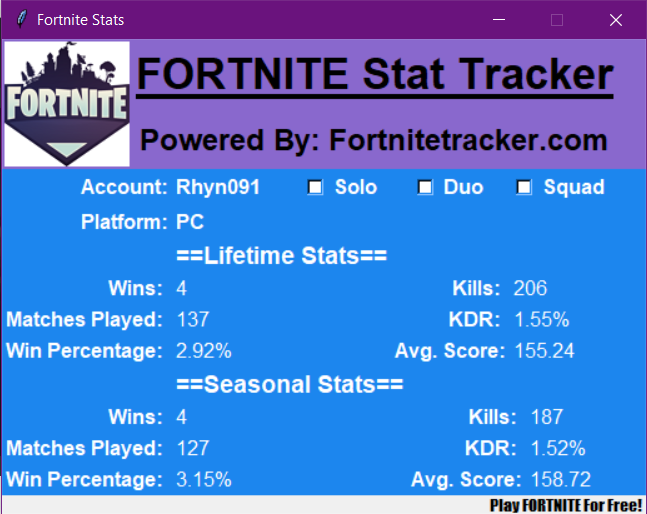 Fortnite Stats
FORTNITE
FORTNITE Stat Tracker
Powered By: Fortnitetracker.com
Account: Rhyn091 Solo Duo Squad
Platform: PC
==Lifetime Stats==
Wins: 4 Kills: 206
Matches Played: 137 KDR: 1.55%
Win Percentage: 2.92% Avg. Score: 155.24
==Seasonal Stats==
Wins: 4 Kills: 187
Matches Played: 127 KDR: 1.52%
Win Percentage: 3.15% Avg. Score: 158.72
Play FORTNITE For Free!